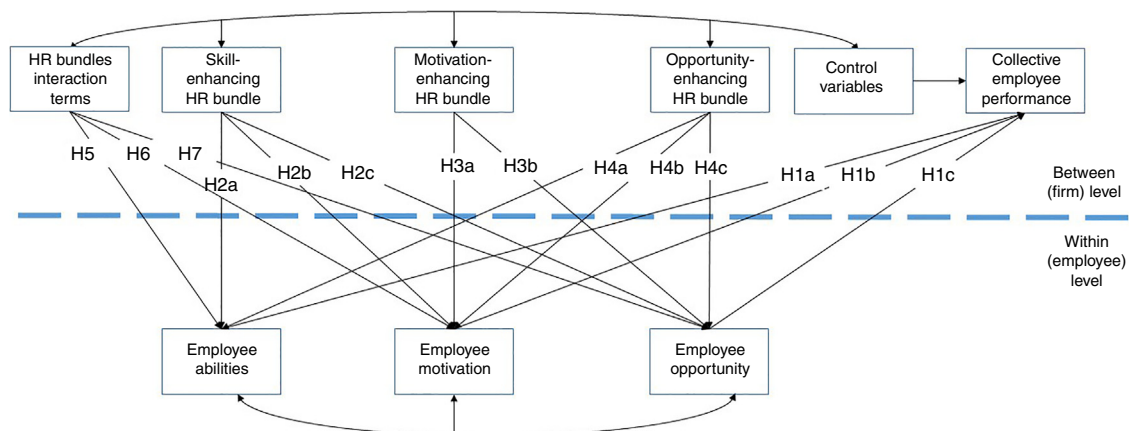 HR bundles
interaction
terms
Skill-
enhancing
HR bundle
Motivation-
enhancing
HR bundle
Opportunity-
enhancing
HR bundle
Control
variables
Collective
employee
performance
H5
H6
H7
H2a
H2b
H2c
H3a
H3b
H4a
H4b
H4c
H1a
H1b
H1c
Between
(firm) level
Within
(employee)
level
Employee
abilities
Employee
motivation
Employee
opportunity